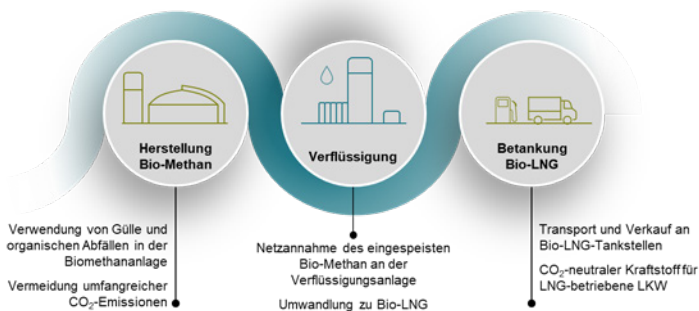 Herstellung
Bio-Methan
Verflüssigung
Betankung
Bio-LNG
Verwendung von Gülle und
organischen Abfällen in der
Biomethananlage
Vermeidung umfangreicher
CO₂-Emissionen
Netzannahme des eingespeisten
Bio-Methan an der
Verflüssigungsanlage
Umwandlung zu Bio-LNG
Transport und Verkauf an
Bio-LNG-Tankstellen
CO₂-neutraler Kraftstoff für
LNG-betriebene LKW